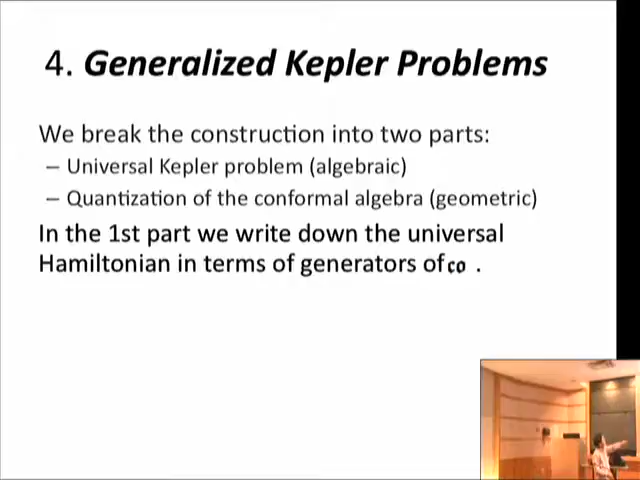 4. Generalized Kepler Problems
We break the construction into two parts:
– Universal Kepler problem (algebraic)
– Quantization of the conformal algebra (geometric)
In the 1st part we write down the universal
Hamiltonian in terms of generators of co .